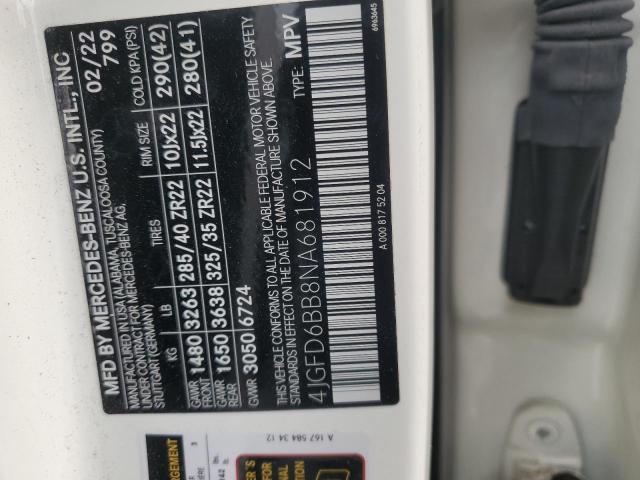 MFD BY MERCEDES-BENZ U.S. INTL., INC
MANUFACTURED IN USA (ALABAMA, TUSCALOOSA COUNTY)
UNDER CONTRACT FOR MERCEDES-BENZ AG,
STUTTGART (GERMANY)
02/22
799
KG LB TIRES RIM SIZE COLD KPA (PSI)
GAWR FRONT 1480 3263 285/40 ZR22 10Jx22 290(42)
GAWR REAR 1650 3638 325/35 ZR22 11.5Jx22 280(41)
GVWR 3050 6724
THIS VEHICLE CONFORMS TO ALL APPLICABLE FEDERAL MOTOR VEHICLE SAFETY
STANDARDS IN EFFECT ON THE DATE OF MANUFACTURE SHOWN ABOVE.
4JGFD6BB8NA681912
TYPE: MPV
A 000 817 52 04
6963645
A 167 584 34 12